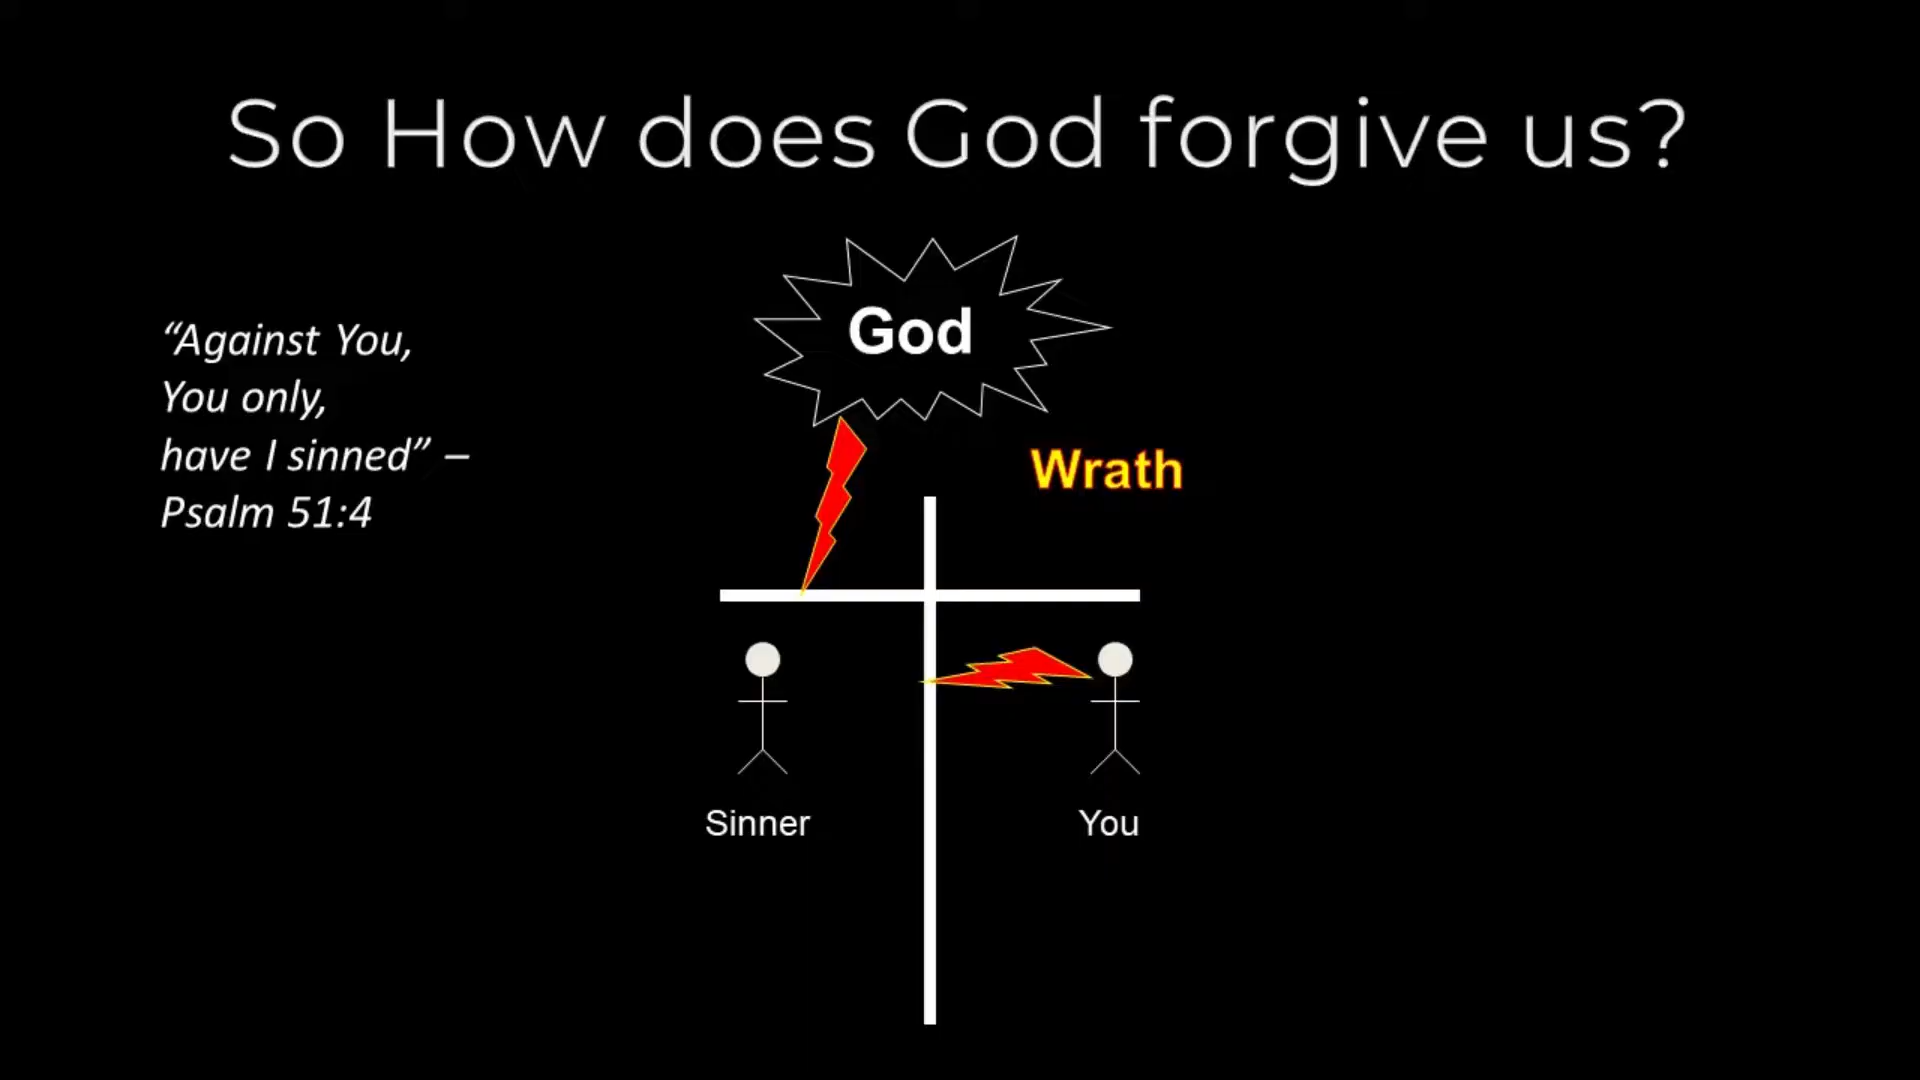 So How does God forgive us?
“Against You,
You only,
have I sinned” –
Psalm 51:4
God
Wrath
Sinner
You